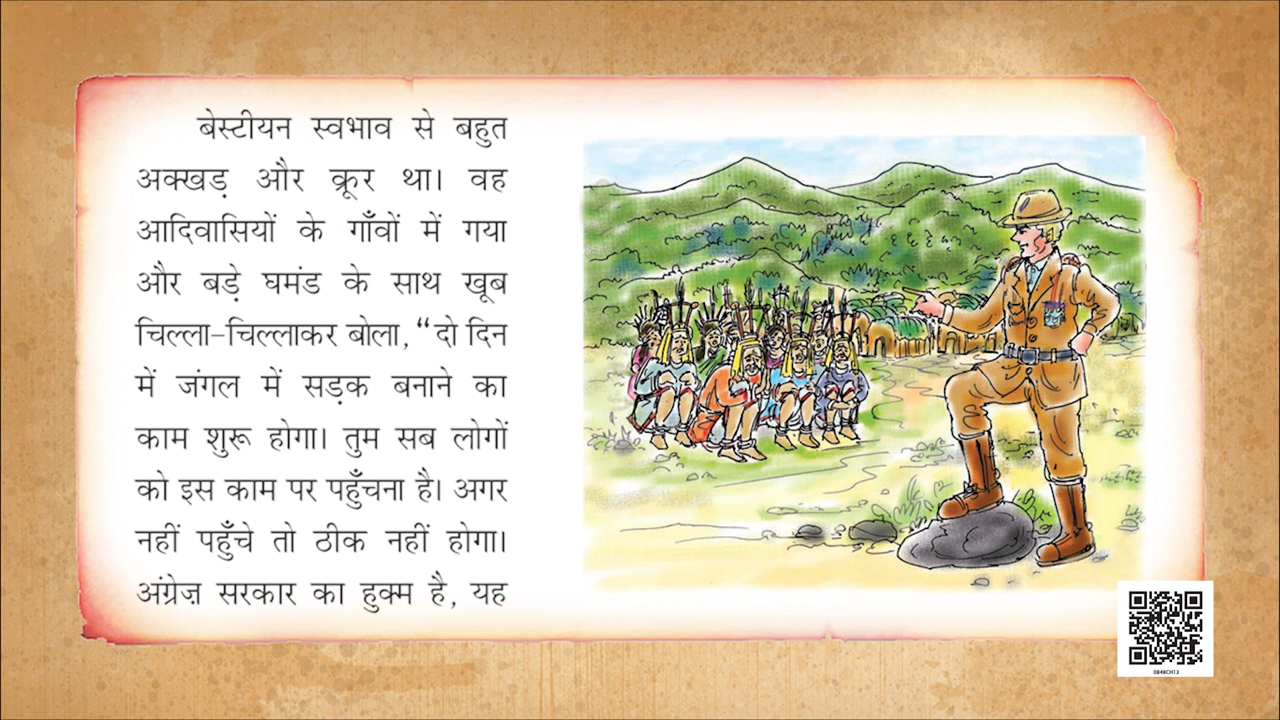 बेस्टीयन स्वभाव से बहुत
अक्खड़ और क्रूर था। वह
आदिवासियों के गाँवों में गया
और बड़े घमंड के साथ खूब
चिल्ला-चिल्लाकर बोला, “दो दिन
में जंगल में सड़क बनाने का
काम शुरू होगा। तुम सब लोगों
को इस काम पर पहुँचना है। अगर
नहीं पहुँचे तो ठीक नहीं होगा।
अंग्रेज़ सरकार का हुक्म है, यह
0848CH13